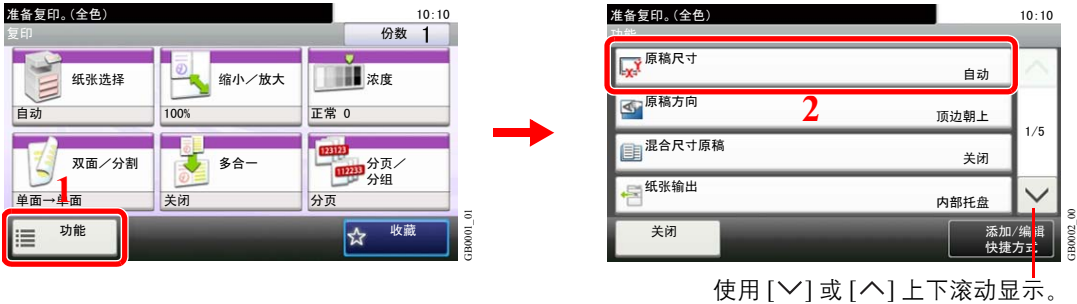 准备复印。(全色)
10:10
复印
份数 1
纸张选择
自动
缩小／放大
100%
浓度
正常 0
双面／分割
单面→单面
多合一
关闭
123123
112233
分页／
分组
分页
1
功能
收藏
GB0001_01
准备复印。(全色)
10:10
功能
原稿尺寸
自动
2
原稿方向
顶边朝上
1/5
混合尺寸原稿
关闭
纸张输出
内部托盘
关闭
添加/编辑
快捷方式
GB0002_00
使用 [∨] 或 [∧] 上下滚动显示。